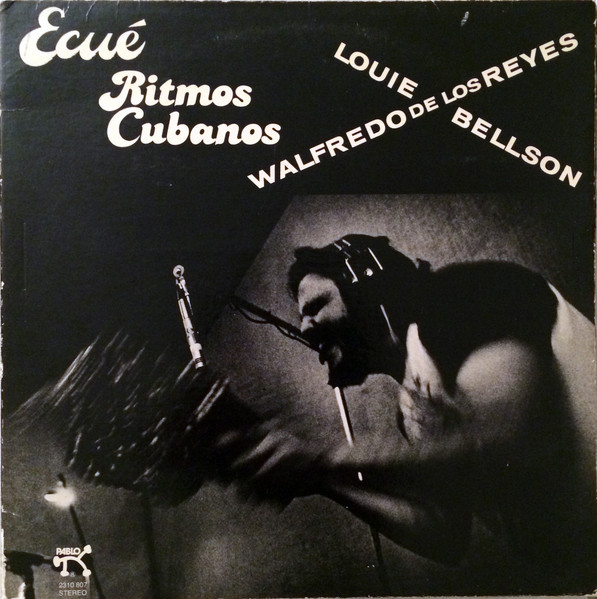 Ecué
Ritmos
Cubanos
LOUIE BELLSON
WALFREDO DE LOS REYES
PABLO
2310 807
STEREO